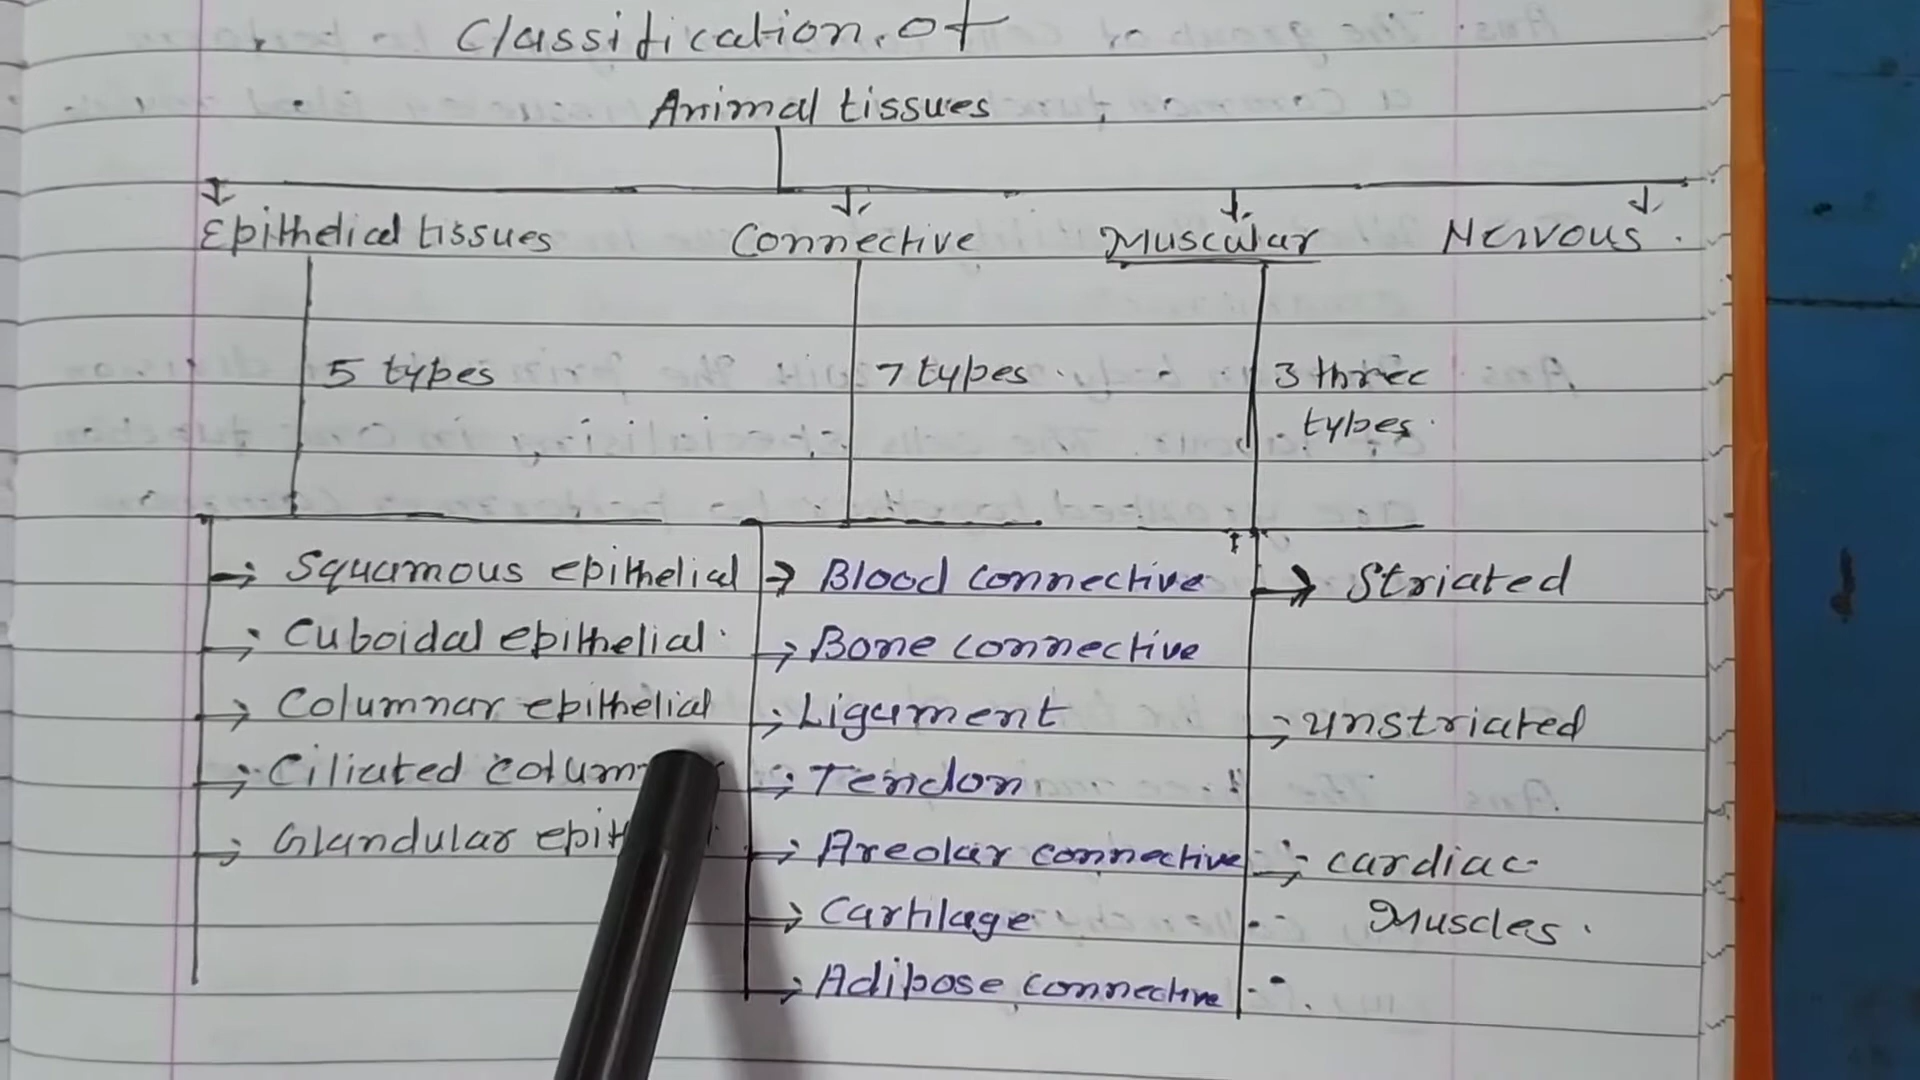 Classification of
Animal tissues
Epithelial tissues
Connective
Muscular
Nervous.
5 types
7 types.
3 three
types.
Squamous epithelial
Cuboidal epithelial.
Columnar epithelial
Ciliated
Glandular
Blood connective
Bone connective
Ligament
Tendon
Areolar connective
Cartilage
Adipose connective
Striated
unstriated
cardiac
Muscles.